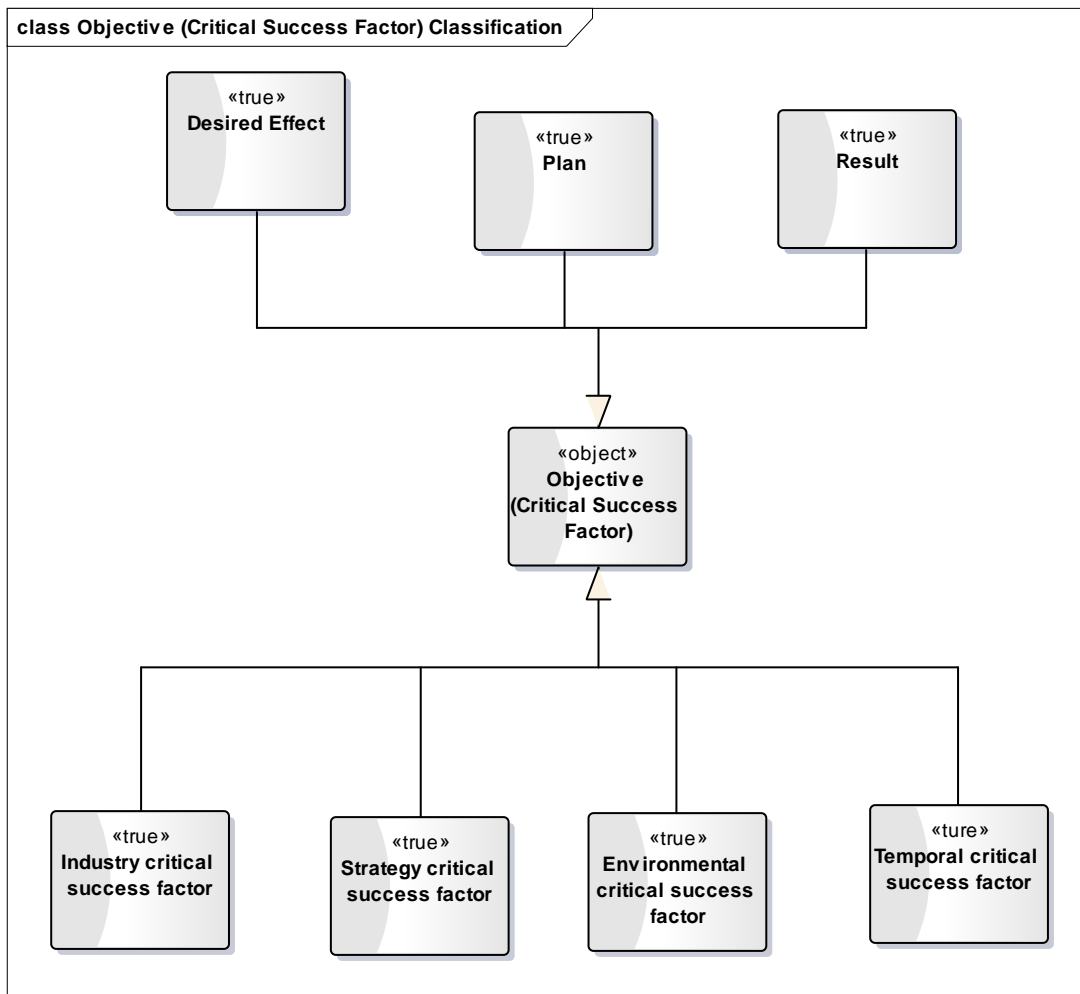 class Objective (Critical Success Factor) Classification
«true»
Desired Effect
«true»
Plan
«true»
Result
«object»
Objective
(Critical Success
Factor)
«true»
Industry critical
success factor
«true»
Strategy critical
success factor
«true»
Environmental
critical success
factor
«ture»
Temporal critical
success factor